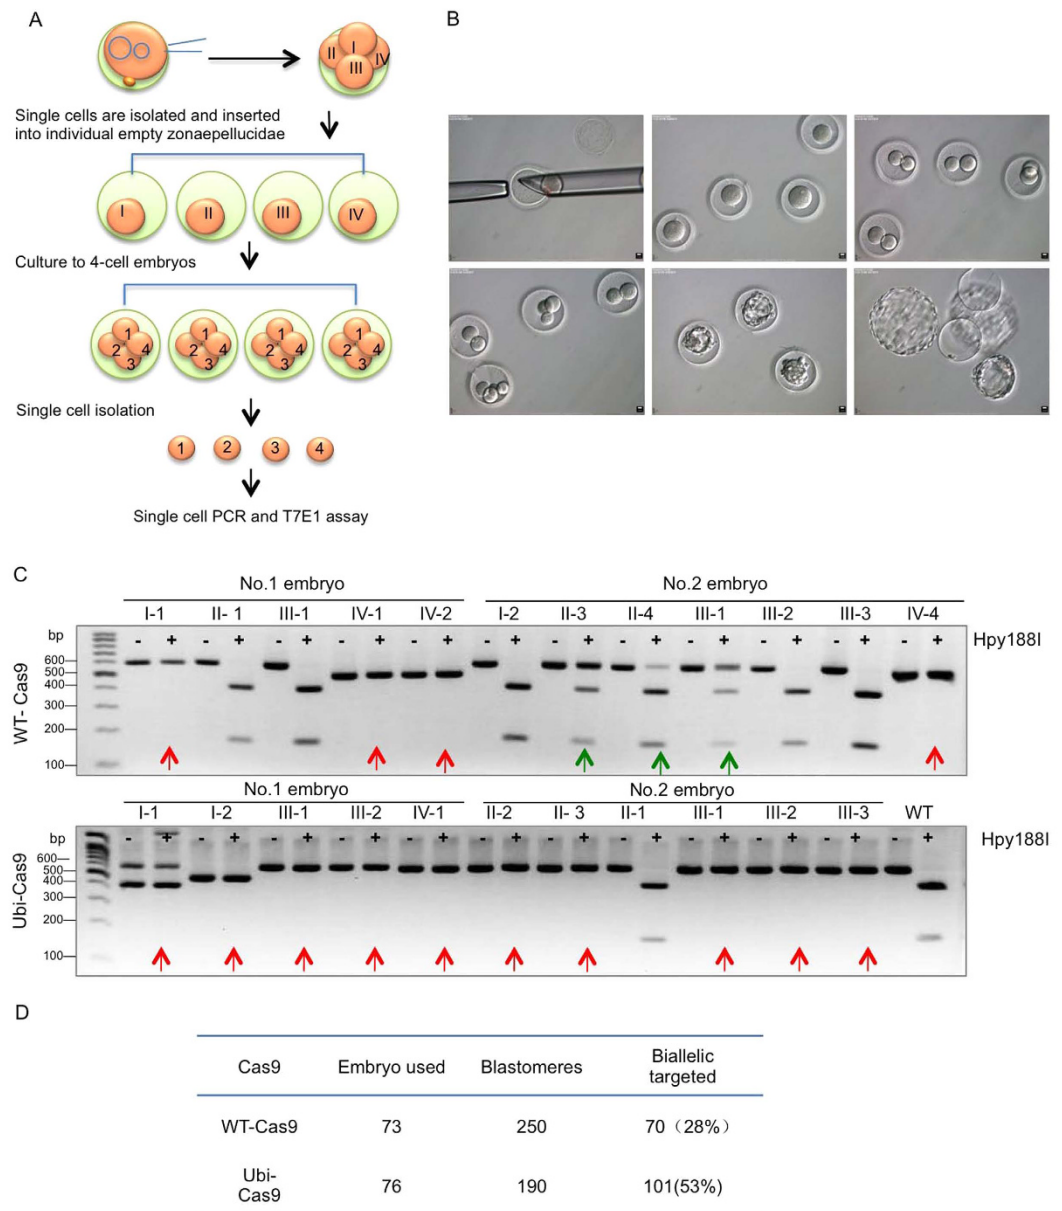 A
B
II
I
IV
III
Single cells are isolated and inserted
into individual empty zonaepellucidae
I
II
III
IV
Culture to 4-cell embryos
1
2
4
3
1
2
4
3
1
2
4
3
1
2
4
3
Single cell isolation
1 2 3 4
Single cell PCR and T7E1 assay
C
No.1 embryo No.2 embryo
I-1 II- 1 III-1 IV-1 IV-2 I-2 II-3 II-4 III-1 III-2 III-3 IV-4
bp - + - + - + - + - + - + - + - + - + - + - + - + Hpy188I
600
500
400
300
200
100
WT- Cas9
No.1 embryo No.2 embryo
I-1 I-2 III-1 III-2 IV-1 II-2 II- 3 II-1 III-1 III-2 III-3 WT
bp - + - + - + - + - + - + - + - + - + - + - + - + Hpy188I
600
500
400
300
200
100
Ubi-Cas9
D
Cas9 Embryo used Blastomeres Biallelic
targeted
WT-Cas9 73 250 70（28%）
Ubi-
Cas9 76 190 101(53%)